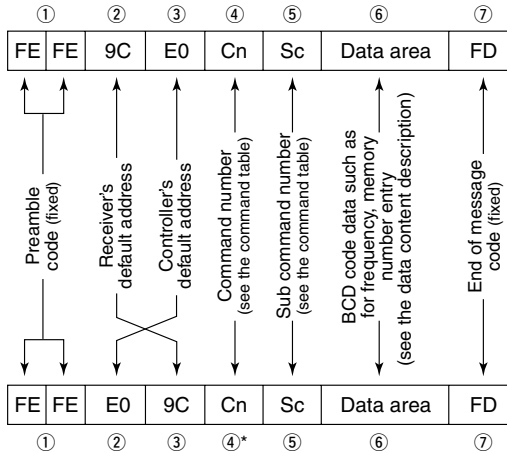 ① ② ③ ④ ⑤ ⑥ ⑦
FE FE 9C E0 Cn Sc Data area FD
Preamble
code (fixed)
Receiver's
default address
Controller's
default address
Command number
(see the command table)
Sub command number
(see the command table)
BCD code data such as
for frequency, memory
number entry
(see the data content description)
End of message
code (fixed)
FE FE E0 9C Cn Sc Data area FD
① ② ③ ④* ⑤ ⑥ ⑦